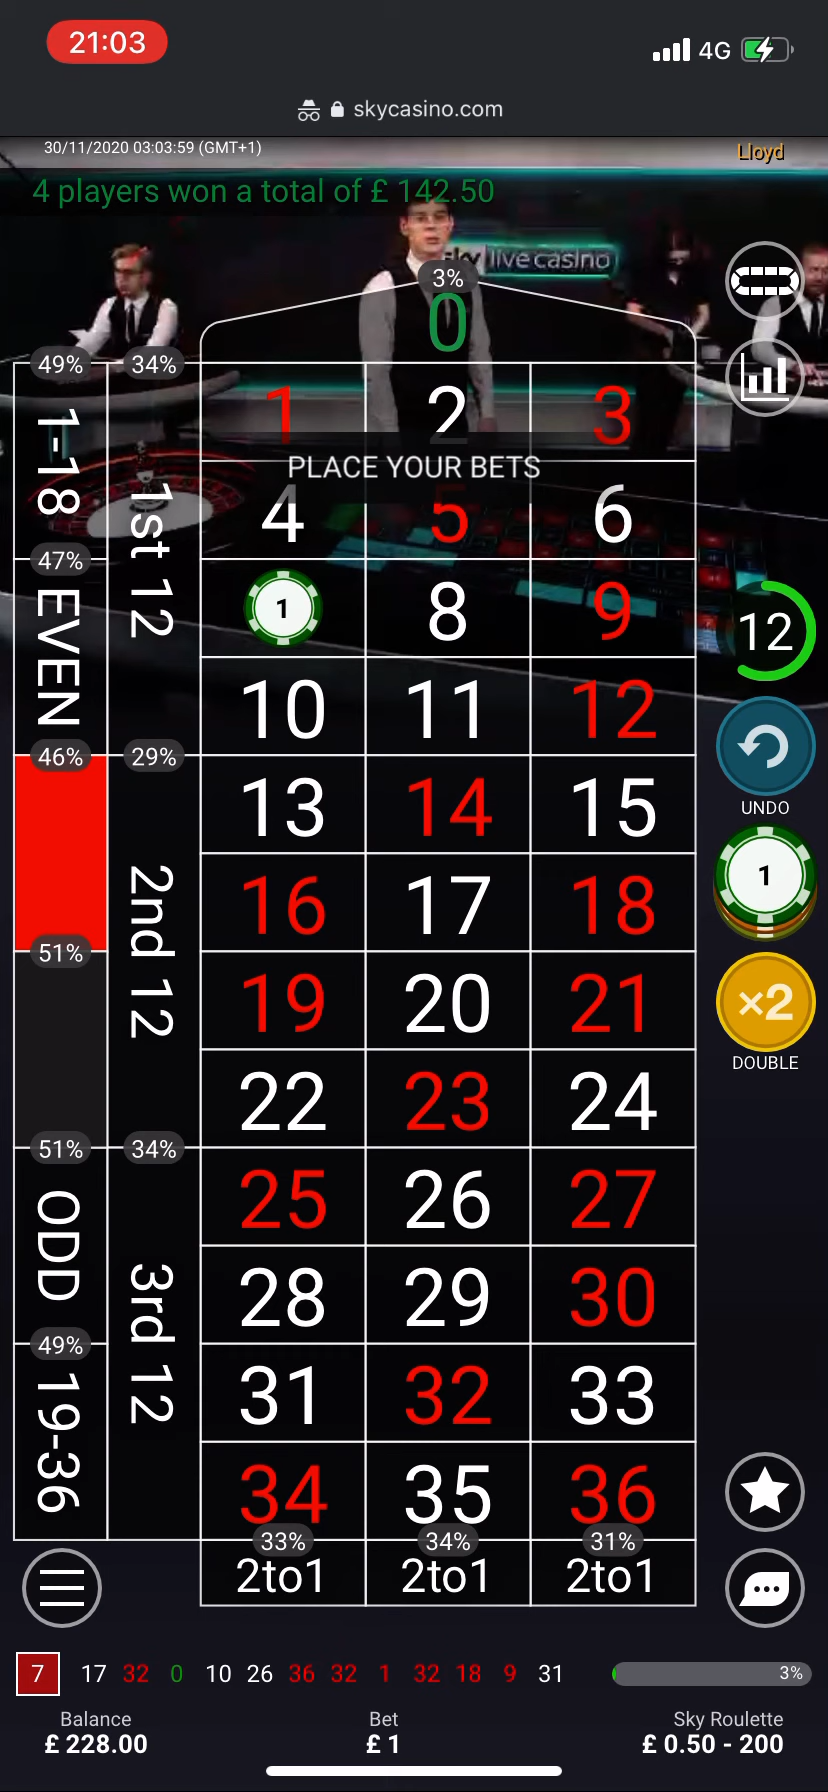 21:03
4G
skycasino.com
30/11/2020 03:03:59 (GMT+1)
Lloyd
4 players won a total of £ 142.50
live casino
3%
0
49%
34%
1 2 3
1-18
1st 12
PLACE YOUR BETS
4 5 6
47%
EVEN
1 8 9
12
10 11 12
46%
29%
UNDO
13 14 15
1
2nd 12
16 17 18
51%
19 20 21
×2
DOUBLE
22 23 24
51%
34%
ODD
25 26 27
3rd 12
28 29 30
49%
19-36
31 32 33
34 35 36
33% 34% 31%
2to1 2to1 2to1
7 17 32 0 10 26 36 32 1 32 18 9 31
3%
Balance Bet Sky Roulette
£ 228.00 £ 1 £ 0.50 - 200